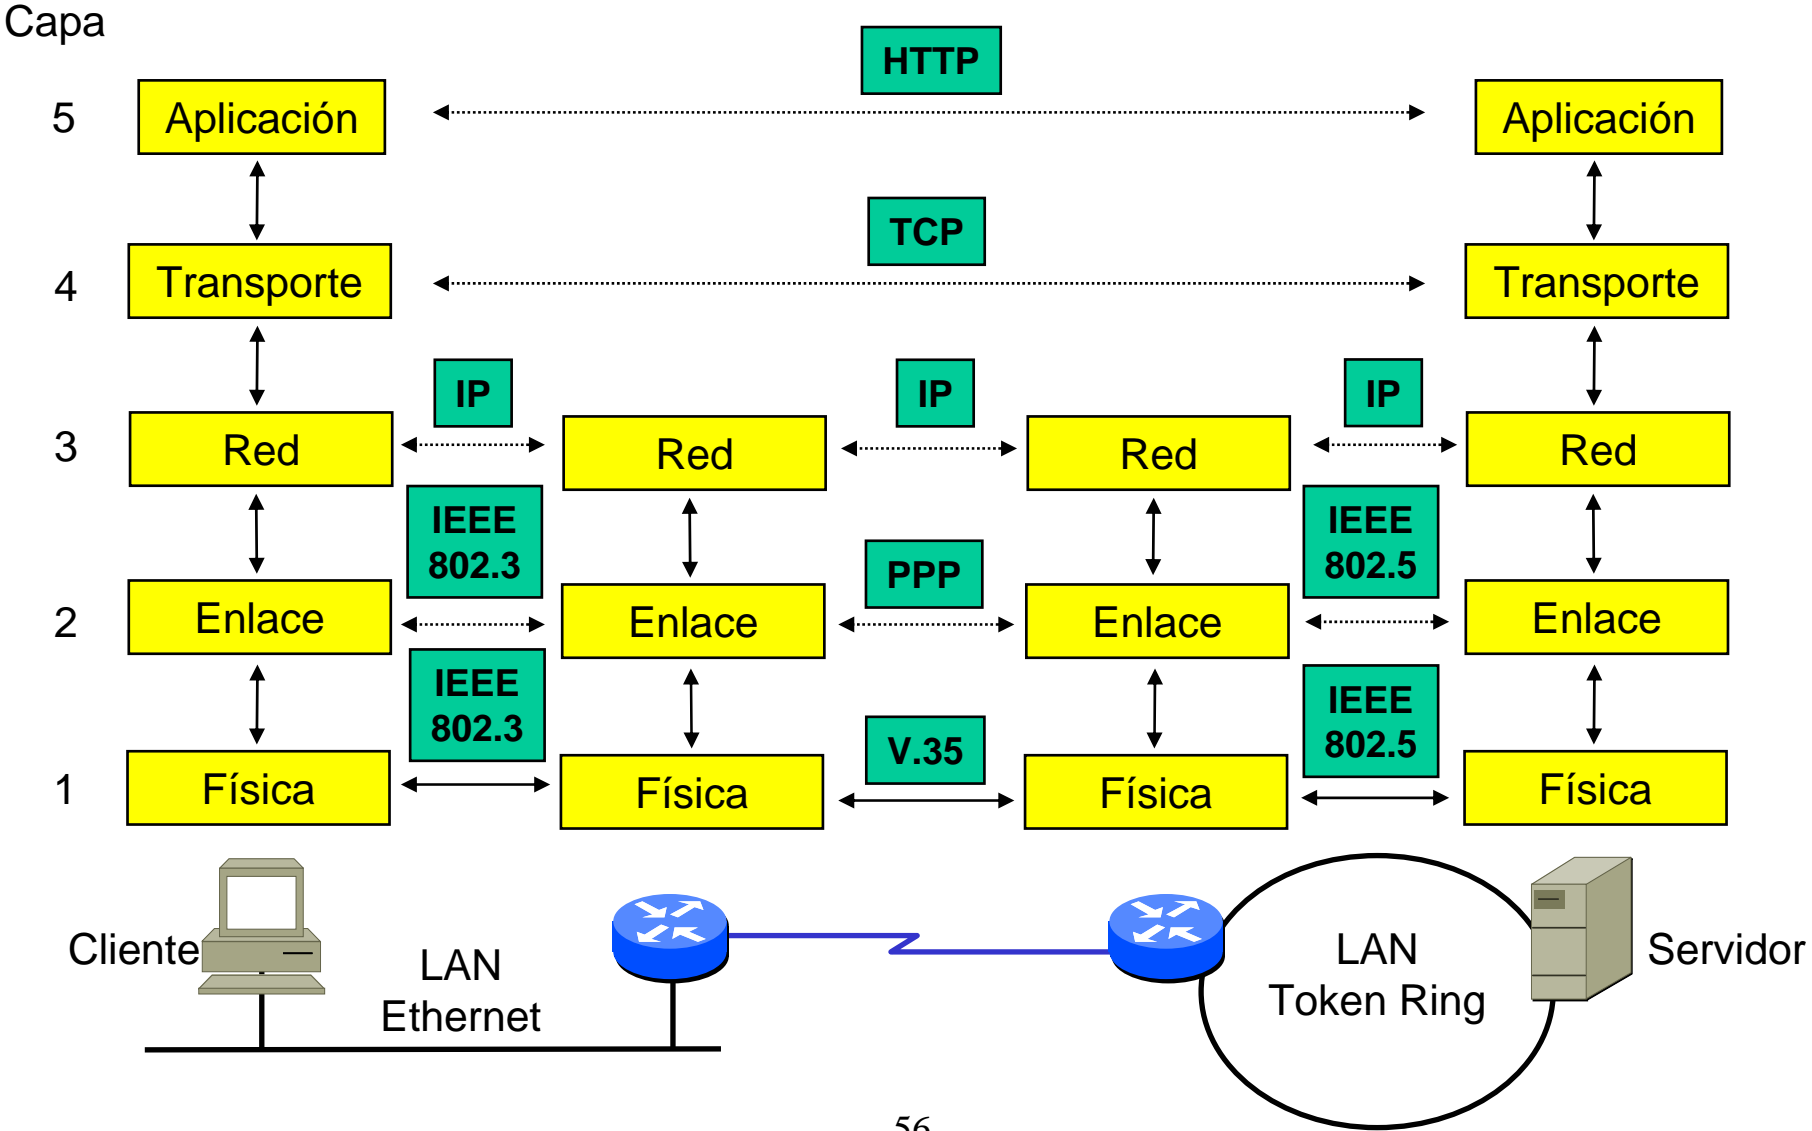 Capa
HTTP
5 Aplicación Aplicación
TCP
4 Transporte Transporte
IP IP IP
3 Red Red Red Red
IEEE IEEE
802.3 PPP 802.5
2 Enlace Enlace Enlace Enlace
IEEE IEEE
802.3 V.35 802.5
1 Física Física Física Física
Cliente LAN LAN Servidor
Ethernet Token Ring
56